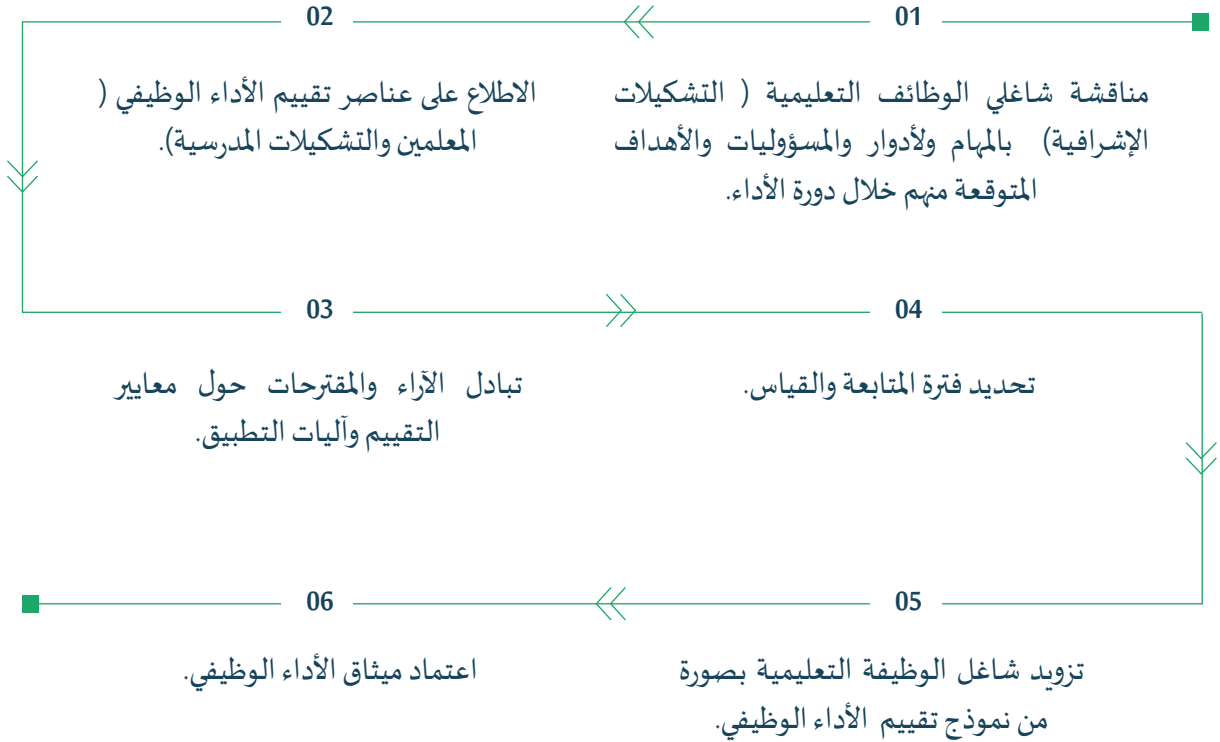 01
مناقشة شاغلي الوظائف التعليمية ( التشكيلات
الإشرافية) بالمهام ولأدوار والمسؤوليات والأهداف
المتوقعة منهم خلال دورة الأداء.
02
الاطلاع على عناصر تقييم الأداء الوظيفي (
المعلمين والتشكيلات المدرسية).
03
تبادل الآراء والمقترحات حول معايير
التقييم وآليات التطبيق.
04
تحديد فترة المتابعة والقياس.
05
تزويد شاغل الوظيفة التعليمية بصورة
من نموذج تقييم الأداء الوظيفي.
06
اعتماد ميثاق الأداء الوظيفي.